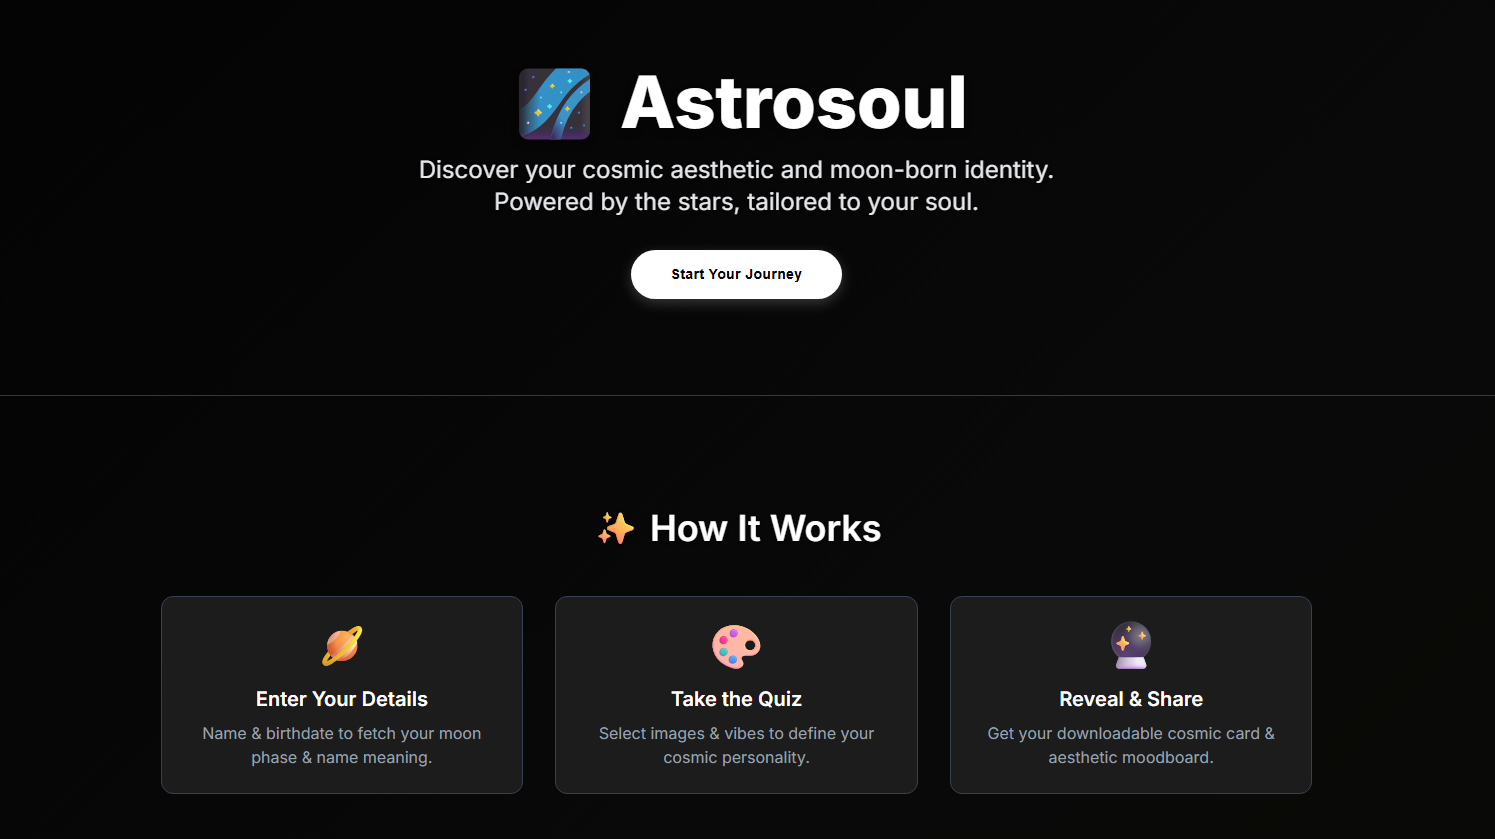 Astrosoul
Discover your cosmic aesthetic and moon-born identity.
Powered by the stars, tailored to your soul.
Start Your Journey
How It Works
Enter Your Details
Name & birthdate to fetch your moon
phase & name meaning.
Take the Quiz
Select images & vibes to define your
cosmic personality.
Reveal & Share
Get your downloadable cosmic card &
aesthetic moodboard.